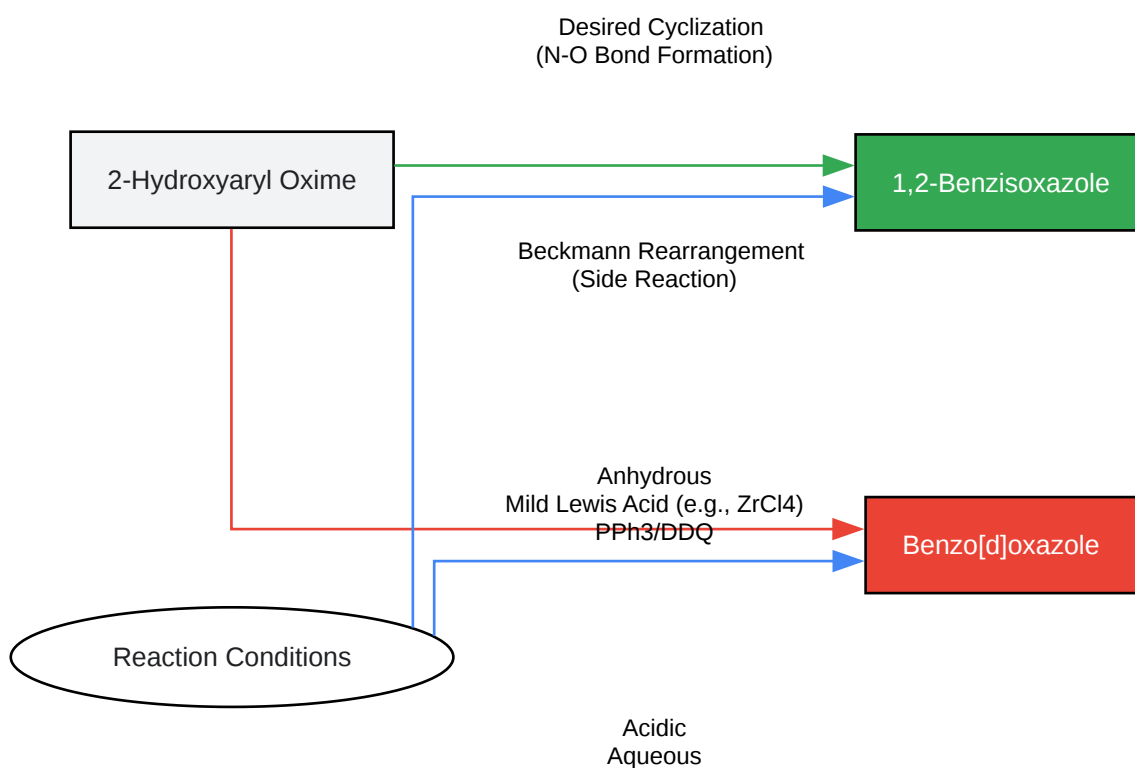 Desired Cyclization
(N-O Bond Formation)
2-Hydroxyaryl Oxime
1,2-Benzisoxazole
Beckmann Rearrangement
(Side Reaction)
Anhydrous
Mild Lewis Acid (e.g., ZrCl4)
PPh3/DDQ
Benzo[d]oxazole
Reaction Conditions
Acidic
Aqueous